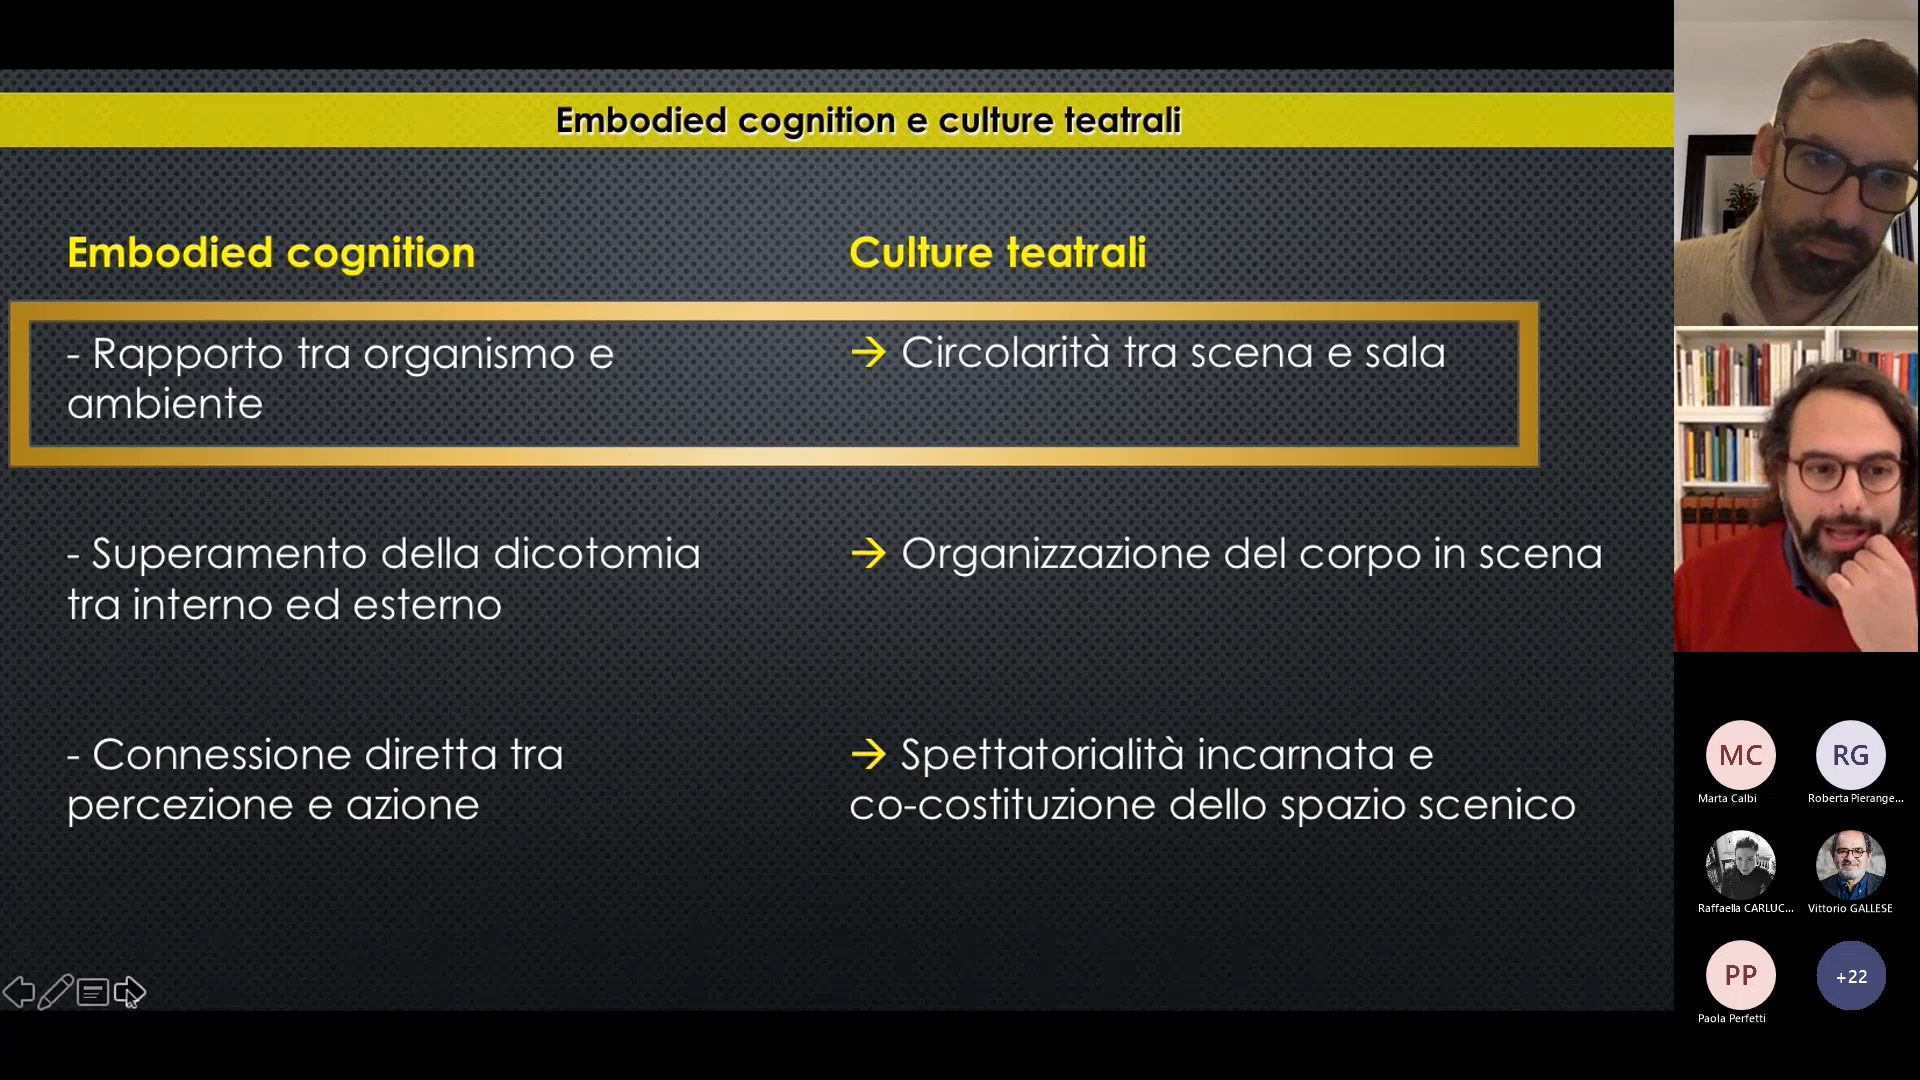 Embodied cognition e culture teatrali
Embodied cognition
Culture teatrali
- Rapporto tra organismo e
ambiente
→ Circolarità tra scena e sala
- Superamento della dicotomia
tra interno ed esterno
→ Organizzazione del corpo in scena
- Connessione diretta tra
percezione e azione
→ Spettatorialità incarnata e
co-costituzione dello spazio scenico
MC
Marta Calbi
RG
Roberta Pierange...
Raffaella CARLUC...
Vittorio GALLESE
PP
Paola Perfetti
+22